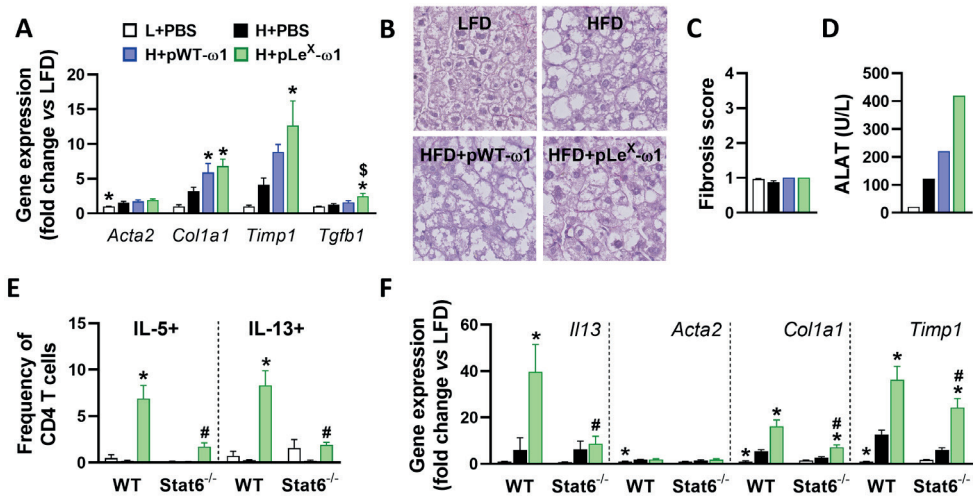 A
L+PBS H+PBS
H+pWT-ω1 H+pLeX-ω1
Gene expression
(fold change vs LFD)
20
15
10
5
0
* * * * $ *
Acta2 Col1a1 Timp1 Tgfb1
B
LFD HFD
HFD+pWT-ω1 HFD+pLeX-ω1
C
Fibrosis score
4
3
2
1
0
D
ALAT (U/L)
500
400
300
200
100
0
E
Frequency of
CD4 T cells
15
10
5
0
IL-5+ IL-13+
* # * #
WT Stat6-/- WT Stat6-/-
F
Gene expression
(fold change vs LFD)
60
40
20
0
Il13 Acta2 Col1a1 Timp1
* # * * * # * * * # *
WT Stat6-/- WT Stat6-/- WT Stat6-/- WT Stat6-/-